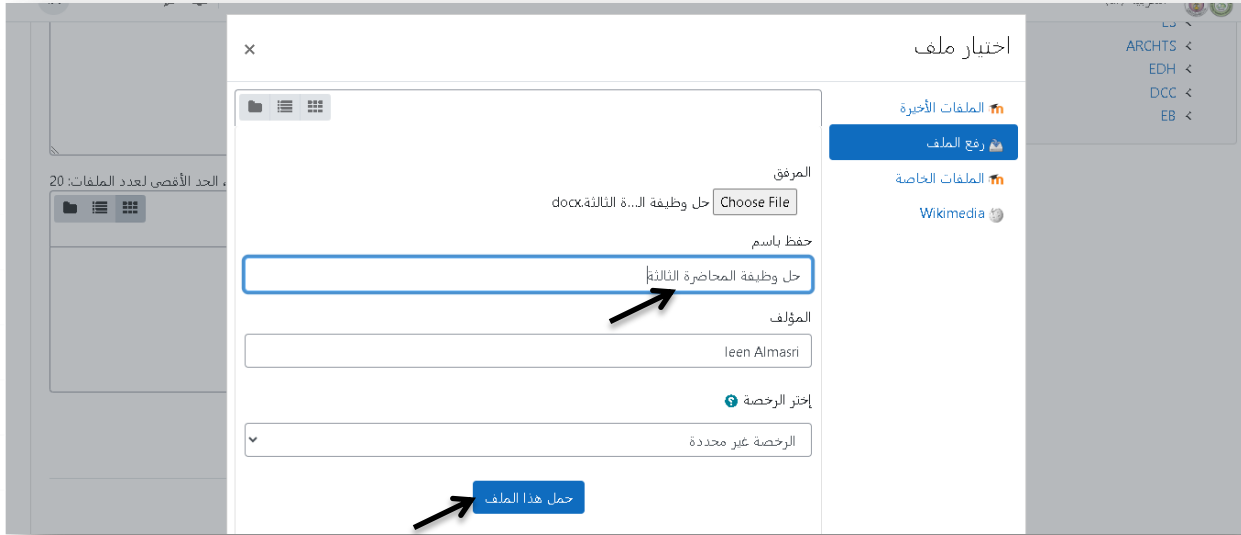 اختيار ملف
×
الملفات الأخيرة
رفع الملف
الملفات الخاصة
Wikimedia
المرفق
Choose File حل وظيفة الـ...ة الثالثة.docx
حفظ باسم
حل وظيفة المحاضرة الثالثة
المؤلف
leen Almasri
إختر الرخصة
الرخصة غير محددة
حمل هذا الملف
ARCHTS
EDH
DCC
EB
، الحد الأقصى لعدد الملفات: 20